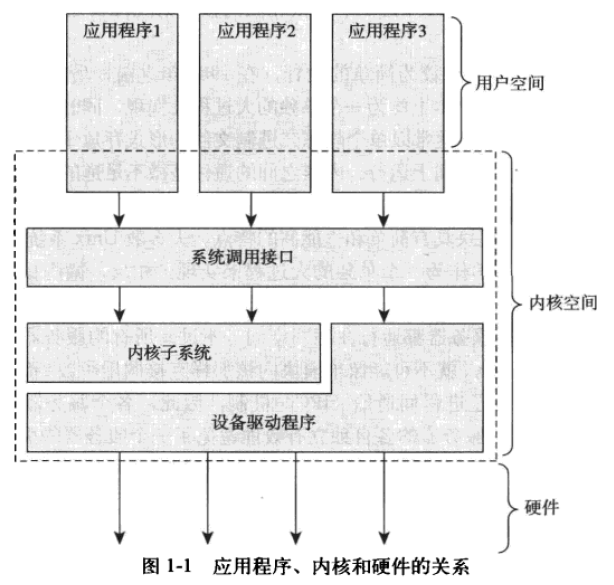 应用程序1 应用程序2 应用程序3
用户空间
系统调用接口
内核空间
内核子系统
设备驱动程序
硬件
图 1-1 应用程序、内核和硬件的关系